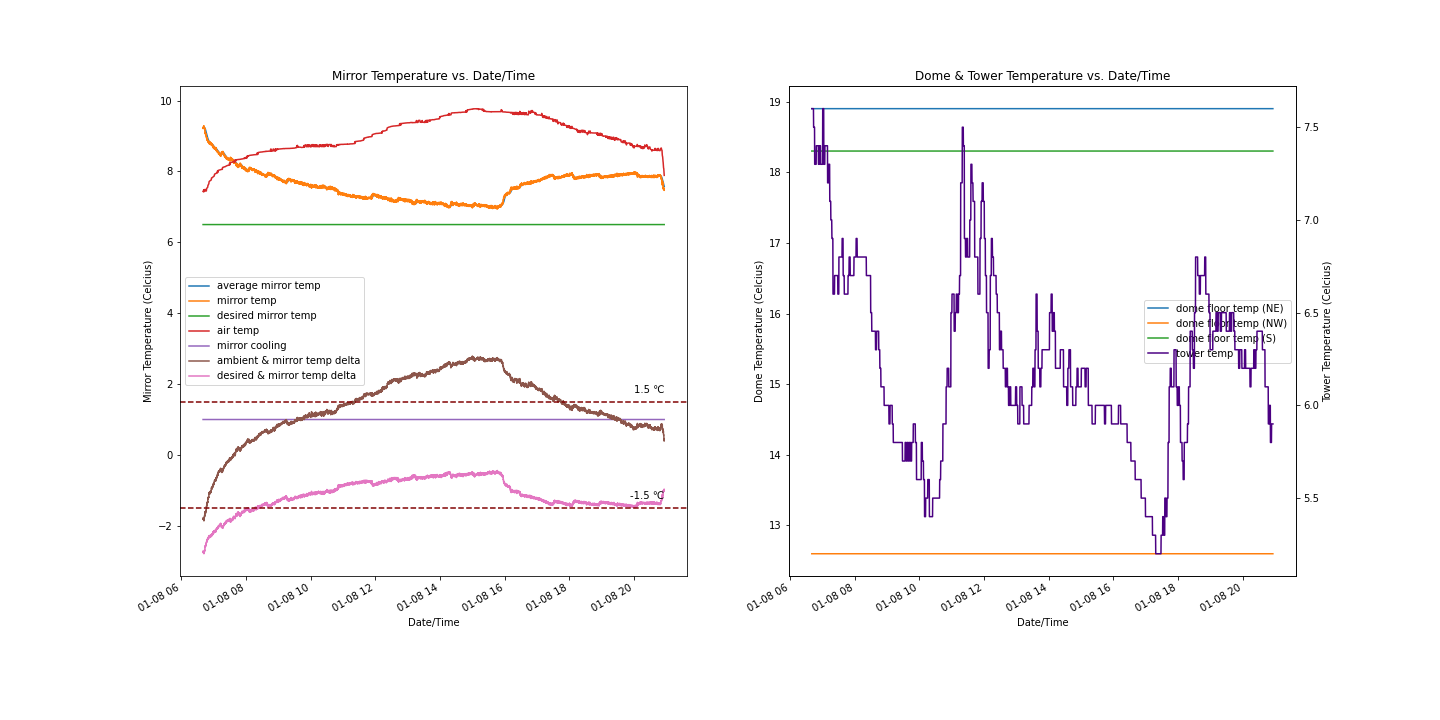 Mirror Temperature vs. Date/Time
10
8
6
4
2
0
−2
Mirror Temperature (Celcius)
average mirror temp
mirror temp
desired mirror temp
air temp
mirror cooling
ambient & mirror temp delta
desired & mirror temp delta
1.5 °C
-1.5 °C
01-08 06
01-08 08
01-08 10
01-08 12
01-08 14
01-08 16
01-08 18
01-08 20
Date/Time
Dome & Tower Temperature vs. Date/Time
19
18
17
16
15
14
13
Dome Temperature (Celcius)
dome floor temp (NE)
dome floor temp (NW)
dome floor temp (S)
tower temp
7.5
7.0
6.5
6.0
5.5
Tower Temperature (Celcius)
01-08 06
01-08 08
01-08 10
01-08 12
01-08 14
01-08 16
01-08 18
01-08 20
Date/Time